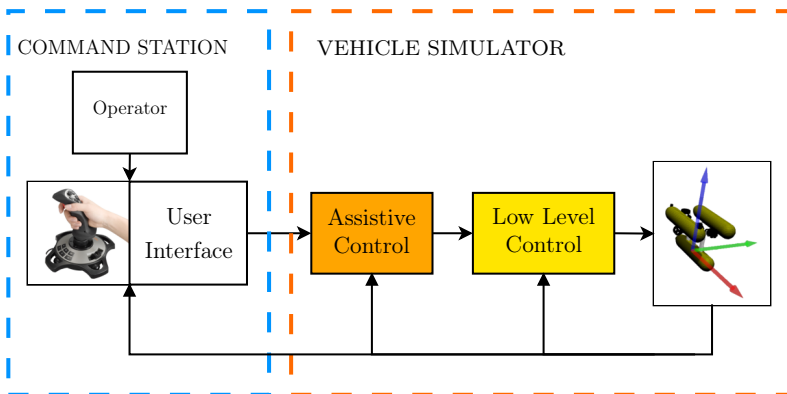 COMMAND STATION
VEHICLE SIMULATOR
Operator
User
Interface
Assistive
Control
Low Level
Control